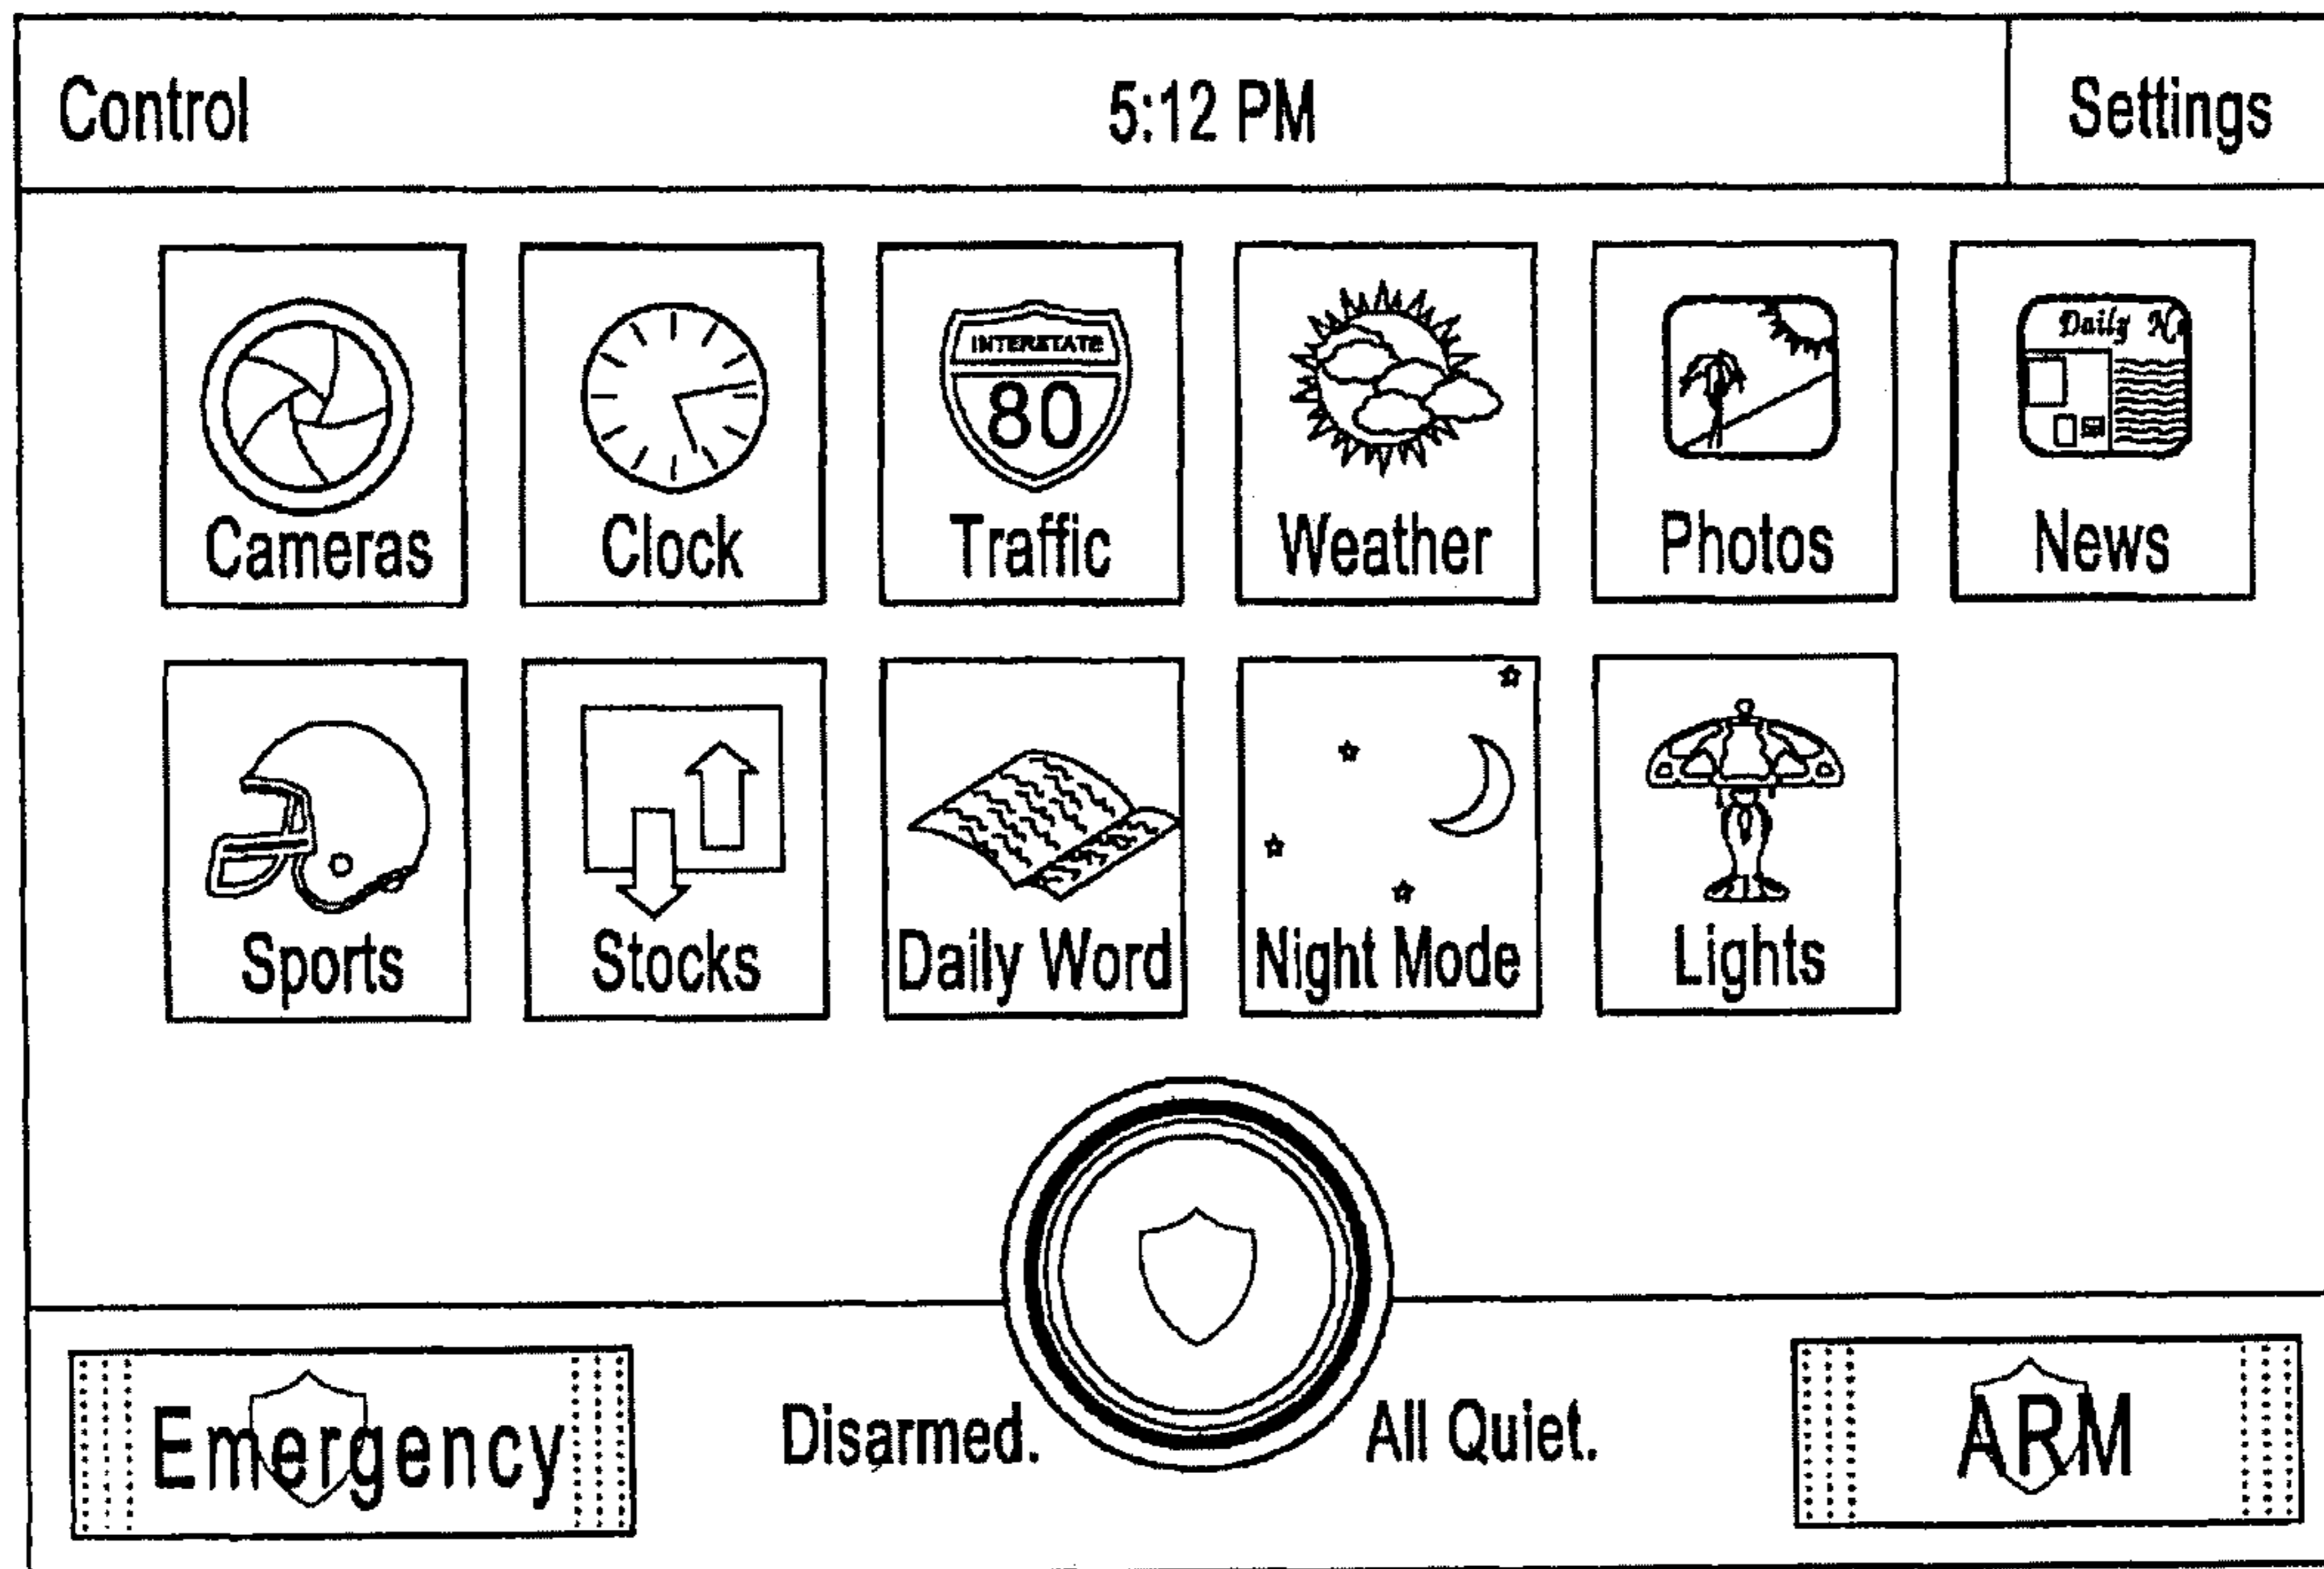 Control 5:12 PM Settings
INTERSTATE
80
Daily N
Cameras Clock Traffic Weather Photos News
Sports Stocks Daily Word Night Mode Lights
Emergency Disarmed. All Quiet. ARM